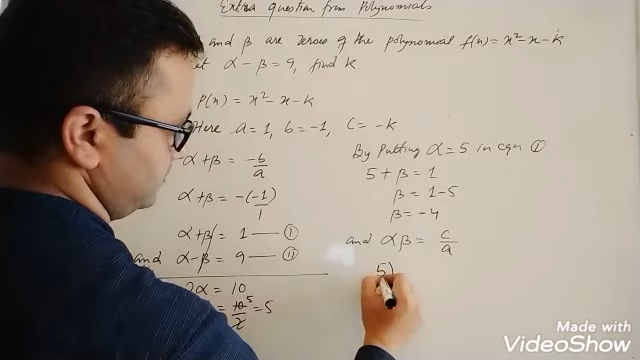 Extra question from Polynomials
and β are zeroes of the polynomial f(x) = x²-x-k
α - β = 9, find k
P(x) = x²-x-k
Here a=1, b=-1, c= -k
α+β = -b/a
α+β = -(-1)/1
α+β = 1 —— ①
and α-β = 9 —— ⑪
2α = 10
= 10/2 5 = 5
By putting α=5 in eqn ①
5+β = 1
β = 1-5
β = -4
and αβ = c/a
5)
Made with
VideoShow